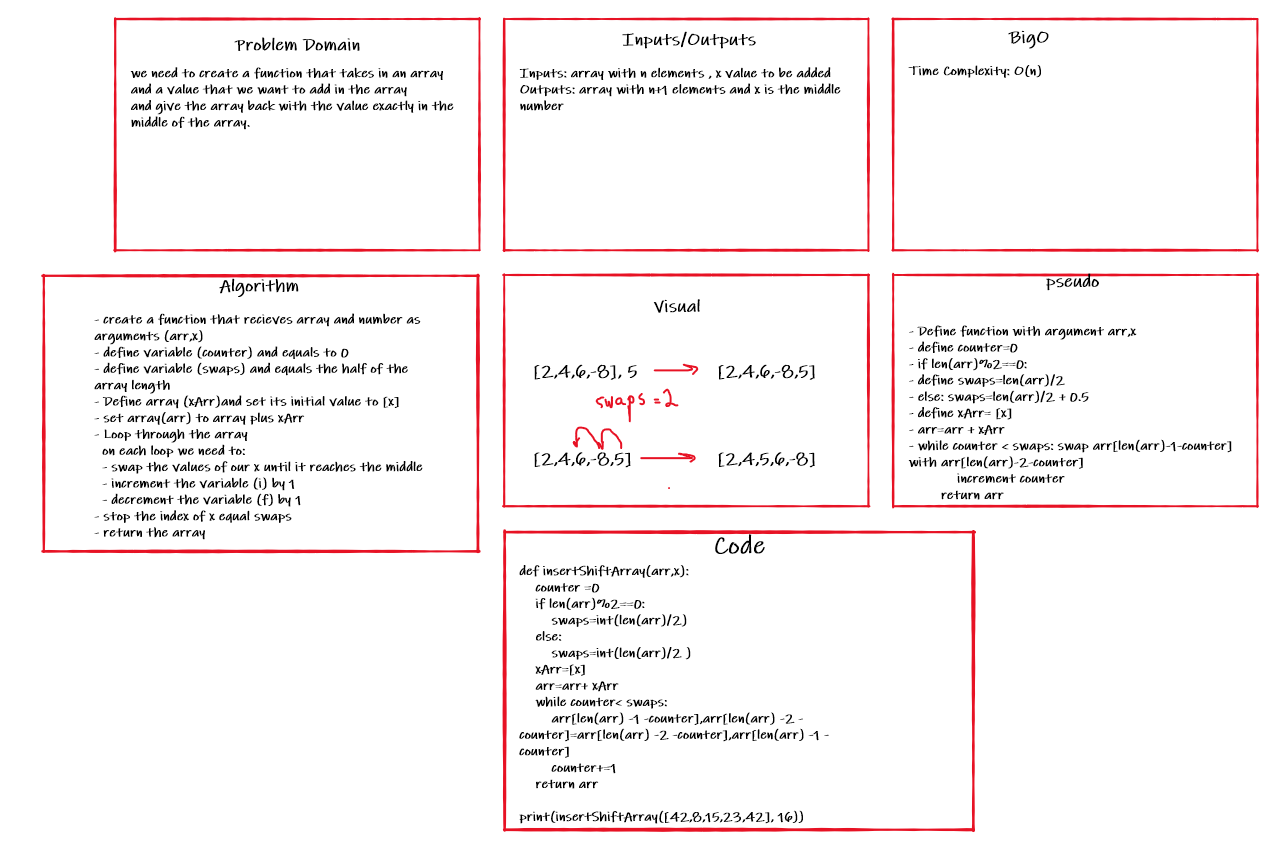 Problem Domain
we need to create a function that takes in an array
and a value that we want to add in the array
and give the array back with the value exactly in the
middle of the array.
Inputs/Outputs
Inputs: array with n elements , x value to be added
Outputs: array with n+1 elements and x is the middle
number
BigO
Time Complexity: O(n)
Algorithm
- create a function that recieves array and number as
arguments (arr,x)
- define variable (counter) and equals to 0
- define variable (swaps) and equals the half of the
array length
- Define array (xArr)and set its initial value to [x]
- set array(arr) to array plus xArr
- Loop through the array
on each loop we need to:
- swap the values of our x until it reaches the middle
- increment the variable (i) by 1
- decrement the variable (f) by 1
- stop the index of x equal swaps
- return the array
Visual
[2,4,6,-8], 5 → [2,4,6,-8,5]
swaps = 2
[2,4,6,-8,5] → [2,4,5,6,-8]
pseudo
- Define function with argument arr,x
- define counter=0
- if len(arr)%2==0:
- define swaps=len(arr)/2
- else: swaps=len(arr)/2 + 0.5
- define xArr= [x]
- arr=arr + xArr
- while counter < swaps: swap arr[len(arr)-1-counter]
with arr[len(arr)-2-counter]
increment counter
return arr
Code
def insertShiftArray(arr,x):
counter =0
if len(arr)%2==0:
swaps=int(len(arr)/2)
else:
swaps=int(len(arr)/2 )
xArr=[x]
arr=arr+ xArr
while counter< swaps:
arr[len(arr) -1 -counter],arr[len(arr) -2 -
counter]=arr[len(arr) -2 -counter],arr[len(arr) -1 -
counter]
counter+=1
return arr
print(insertShiftArray([42,8,15,23,42], 16))